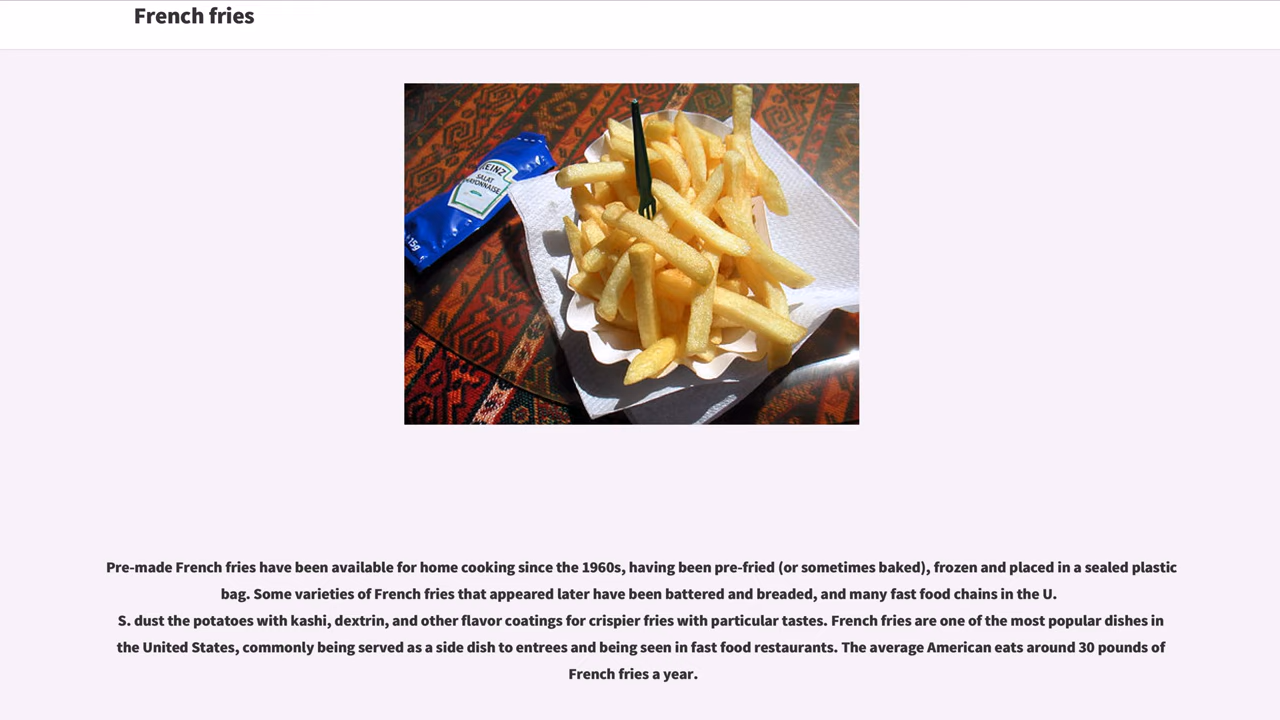 French fries
HEINZ
SALAT
MAYONNAISE
15g
Pre-made French fries have been available for home cooking since the 1960s, having been pre-fried (or sometimes baked), frozen and placed in a sealed plastic
bag. Some varieties of French fries that appeared later have been battered and breaded, and many fast food chains in the U.
S. dust the potatoes with kashi, dextrin, and other flavor coatings for crispier fries with particular tastes. French fries are one of the most popular dishes in
the United States, commonly being served as a side dish to entrees and being seen in fast food restaurants. The average American eats around 30 pounds of
French fries a year.